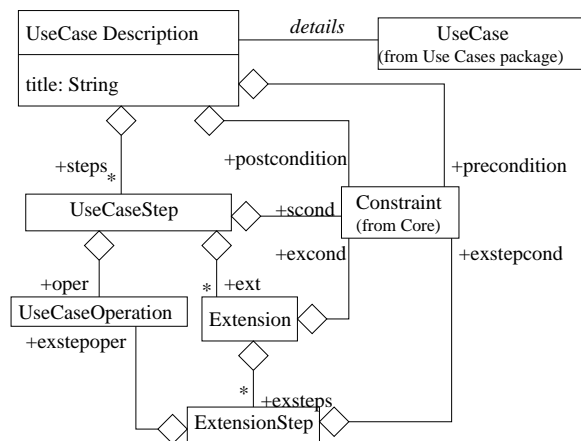 UseCase Description
details
UseCase
(from Use Cases package)
title: String
+postcondition
+precondition
+steps
*
UseCaseStep
+scond
Constraint
(from Core)
+excond
+exstepcond
+oper
*
+ext
UseCaseOperation
Extension
+exstepoper
*
+exsteps
ExtensionStep